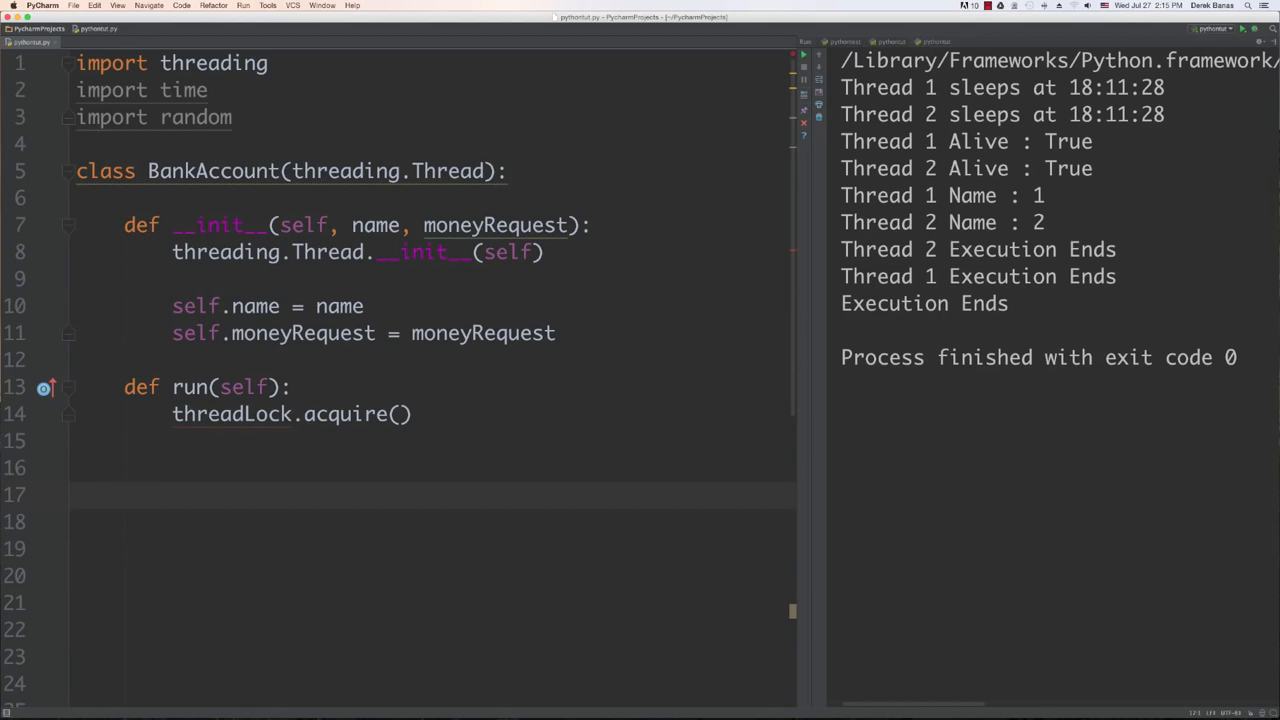 PyCharm File Edit View Navigate Code Refactor Run Tools VCS Window Help
10 Wed Jul 27 2:15 PM Derek Banas
pythontut.py - PycharmProjects - [~/PycharmProjects]
PycharmProjects pythontut.py pythontut
pythontut.py
Run: pythontest pythontut pythontut
1 import threading
2 import time
3 import random
4
5 class BankAccount(threading.Thread):
6
7 def __init__(self, name, moneyRequest):
8 threading.Thread.__init__(self)
9
10 self.name = name
11 self.moneyRequest = moneyRequest
12
13 def run(self):
14 threadLock.acquire()
15
16
17
18
19
20
21
22
23
24
/Library/Frameworks/Python.framework/
Thread 1 sleeps at 18:11:28
Thread 2 sleeps at 18:11:28
Thread 1 Alive : True
Thread 2 Alive : True
Thread 1 Name : 1
Thread 2 Name : 2
Thread 2 Execution Ends
Thread 1 Execution Ends
Execution Ends
Process finished with exit code 0
17:1 LF÷ UTF-8÷